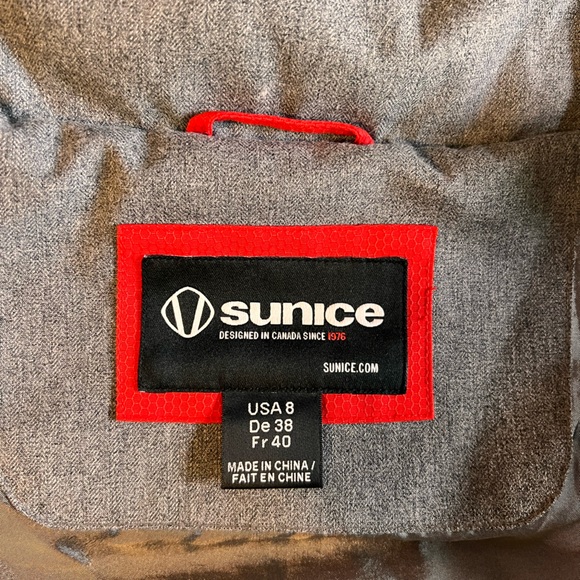 sunice
DESIGNED IN CANADA SINCE 1976
SUNICE.COM
USA 8
De 38
Fr 40
MADE IN CHINA /
FAIT EN CHINE